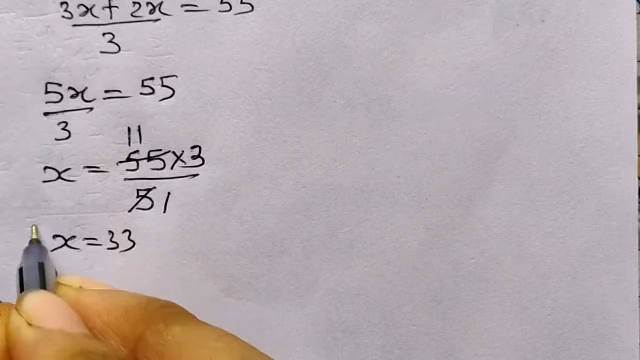 3x + 2x = 55
3
5x = 55
3
11
x = 55×3
5 1
x = 33